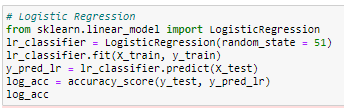 # Logistic Regression
from sklearn.linear_model import LogisticRegression
lr_classifier = LogisticRegression(random_state = 51)
lr_classifier.fit(X_train, y_train)
y_pred_lr = lr_classifier.predict(X_test)
log_acc = accuracy_score(y_test, y_pred_lr)
log_acc